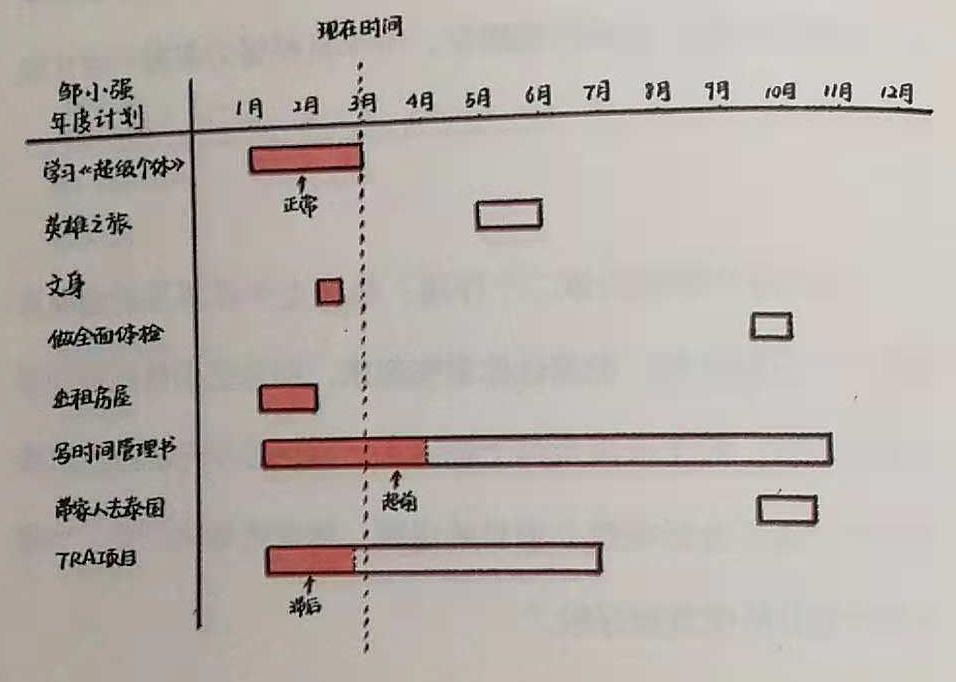 现在时间
邹小强
年度计划
1月 2月 3月 4月 5月 6月 7月 8月 9月 10月 11月 12月
学习《超级个体》
正常
英雄之旅
文身
做全面体检
出租房屋
写时间管理书
超前
带家人去泰国
TRA项目
滞后